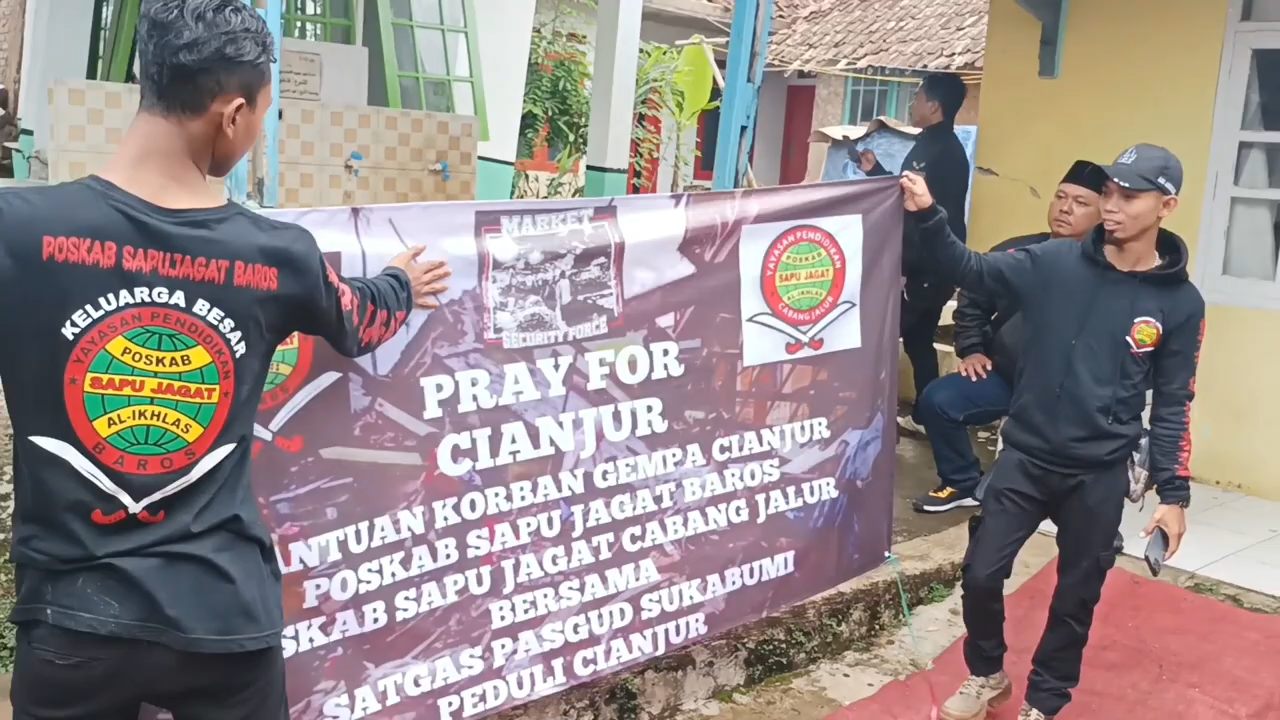 POSKAB SAPUJAGAT BAROS
KELUARGA BESAR
YAYASAN PENDIDIKAN
POSKAB
SAPU JAGAT
AL-IKHLAS
BAROS
MARKET
SECURITY FORCE
YAYASAN PENDIDIKAN
POSKAB
SAPU JAGAT
AL-IKHLAS
CABANG JALUR
PRAY FOR
CIANJUR
ANTUAN KORBAN GEMPA CIANJUR
POSKAB SAPU JAGAT BAROS
SKAB SAPU JAGAT CABANG JALUR
BERSAMA
SATGAS PASGUD SUKABUMI
PEDULI CIANJUR